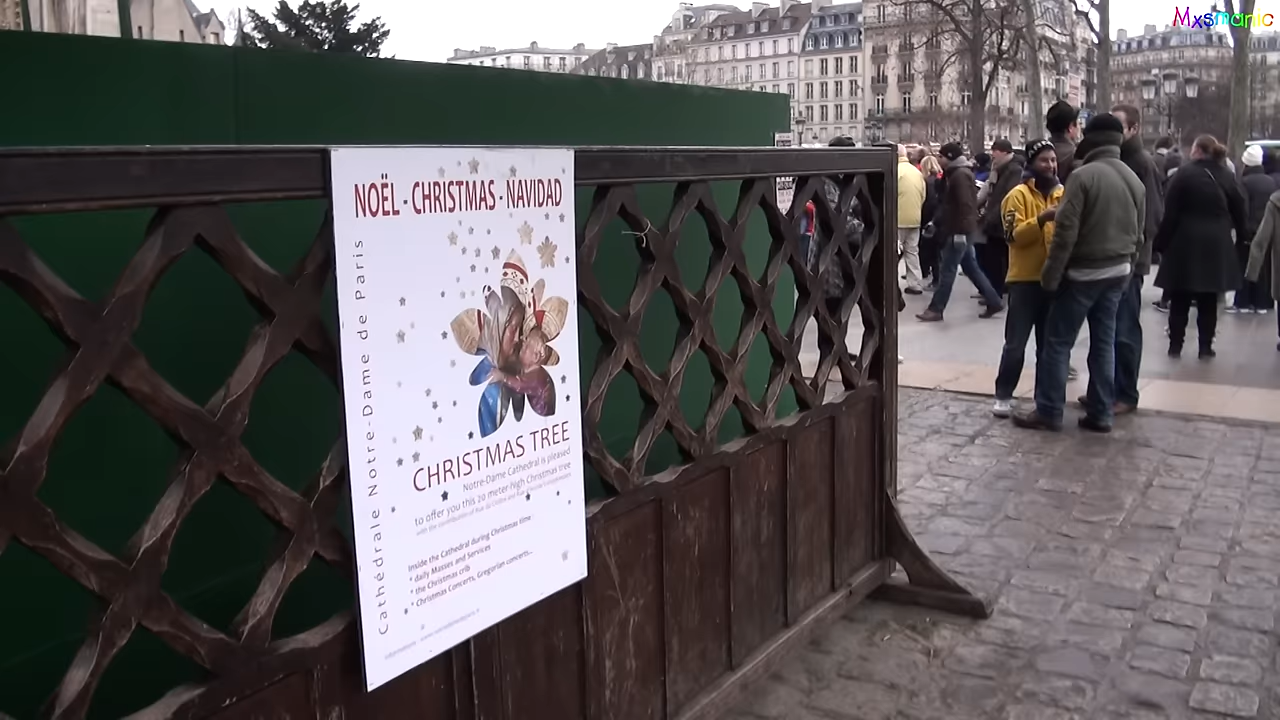 Mxsmanic
NOËL - CHRISTMAS - NAVIDAD
Cathédrale Notre-Dame de Paris
CHRISTMAS TREE
Notre-Dame Cathedral is pleased
to offer you this 20 meter-high Christmas tree
Inside the Cathedral during Christmas time
* daily Masses and Services
* the Christmas crib
* Christmas Concerts, Gregorian concerts...